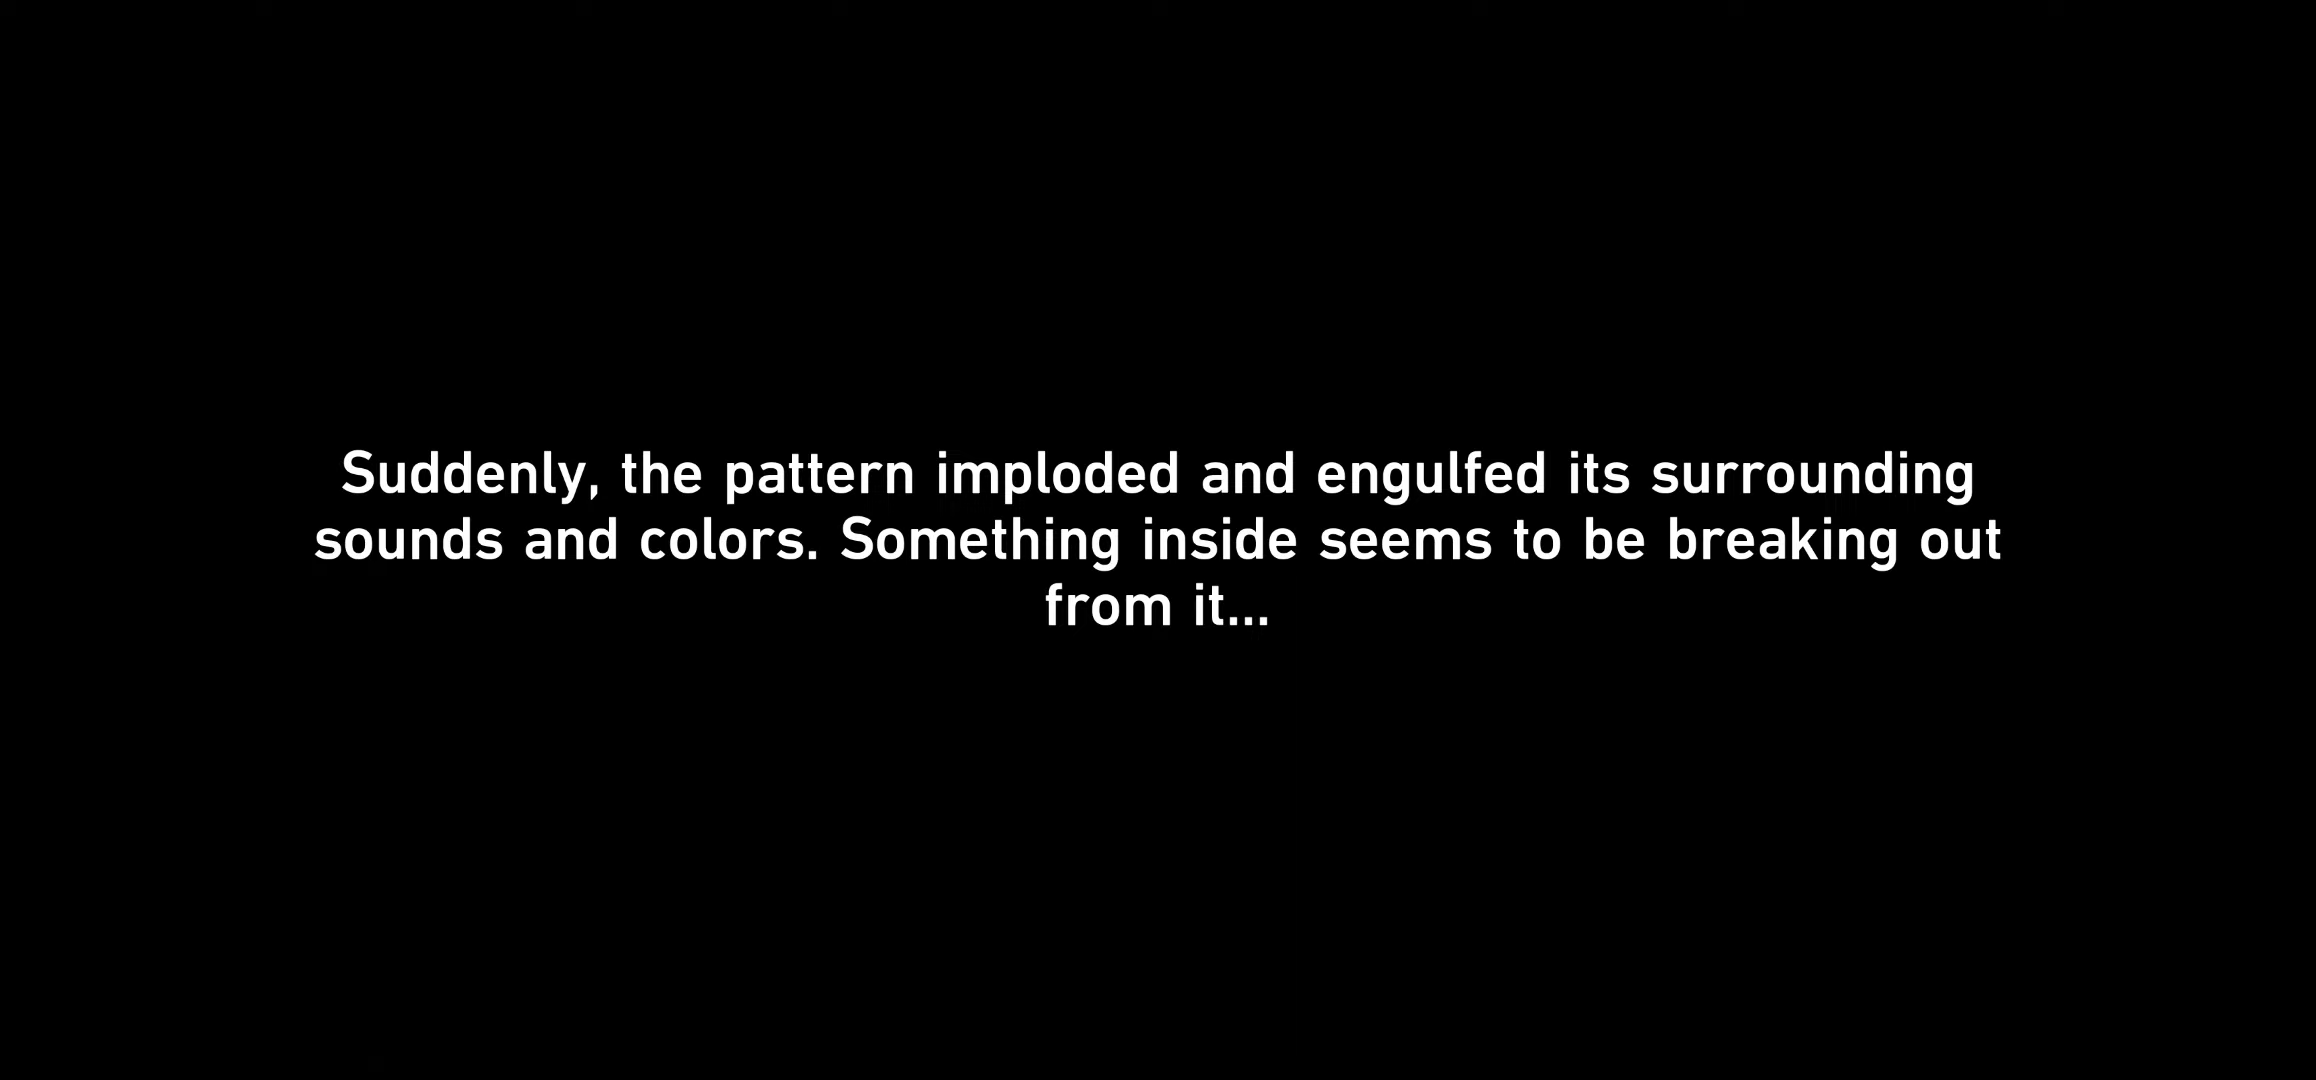 Suddenly, the pattern imploded and engulfed its surrounding
sounds and colors. Something inside seems to be breaking out
from it...